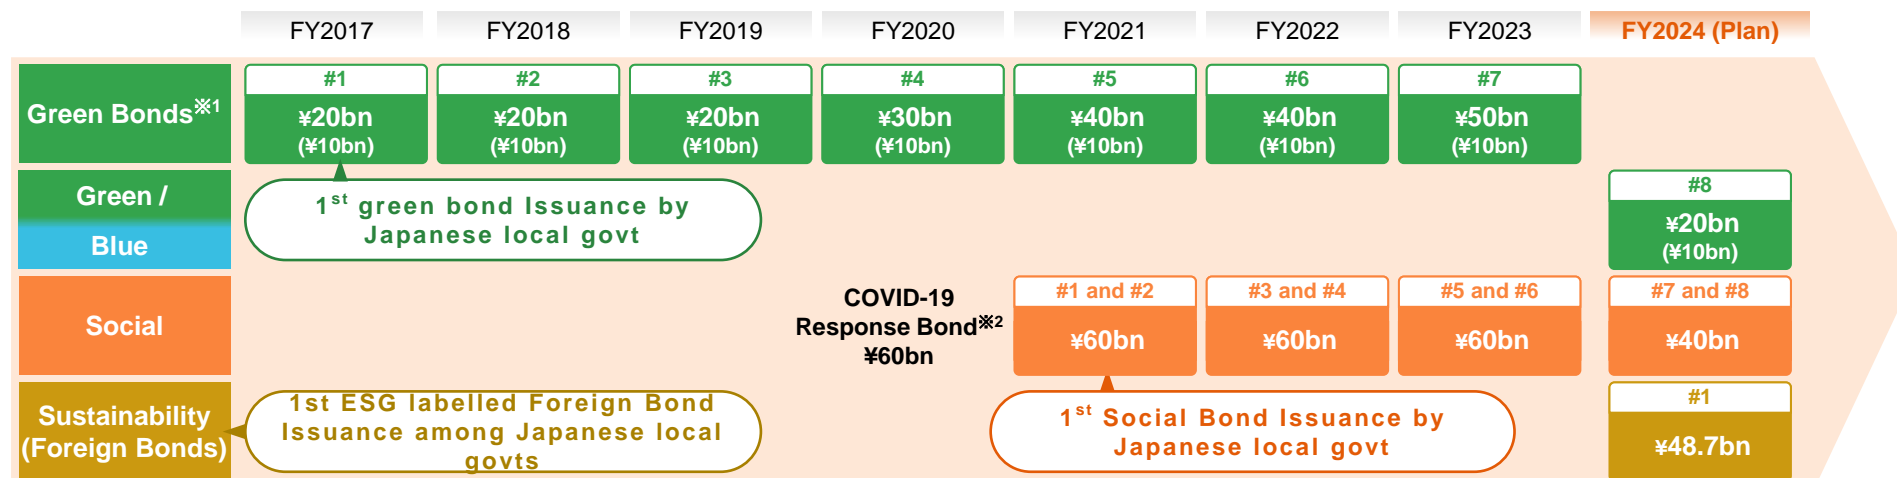 FY2017 FY2018 FY2019 FY2020 FY2021 FY2022 FY2023 FY2024 (Plan)
Green Bonds※1
#1 #2 #3 #4 #5 #6 #7
¥20bn ¥20bn ¥20bn ¥30bn ¥40bn ¥40bn ¥50bn
(¥10bn) (¥10bn) (¥10bn) (¥10bn) (¥10bn) (¥10bn) (¥10bn)
Green /
Blue
1st green bond Issuance by
Japanese local govt
#8
¥20bn
(¥10bn)
Social
COVID-19
Response Bond※2
¥60bn
#1 and #2 #3 and #4 #5 and #6 #7 and #8
¥60bn ¥60bn ¥60bn ¥40bn
Sustainability
(Foreign Bonds)
1st ESG labelled Foreign Bond
Issuance among Japanese local
govts
1st Social Bond Issuance by
Japanese local govt
#1
¥48.7bn